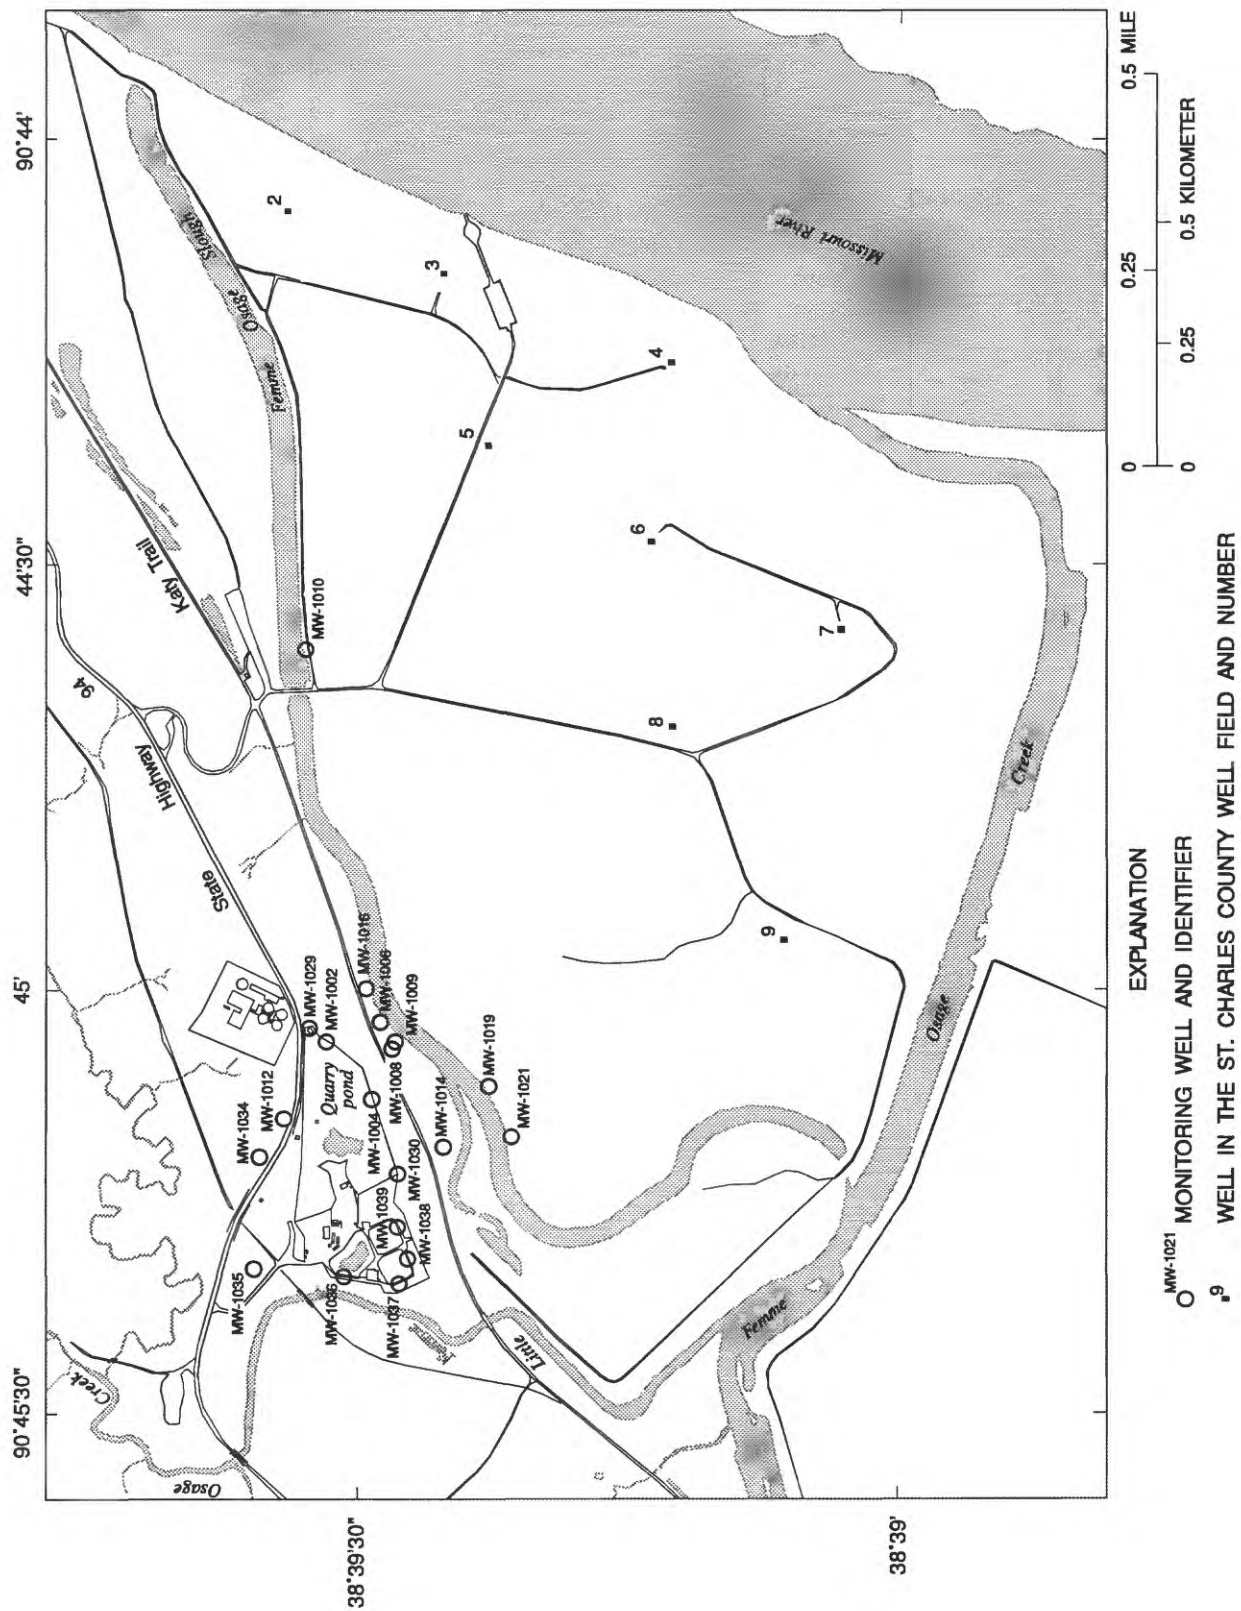 90°45'30"
45'
44'30"
90°44'
38°39'30"
38°39'
Creek
Osage
State
Highway
94
Katy Trail
Femme
Osage
Slough
Missouri River
Little
Femme
Osage
Creek
Quarry
pond
MW-1035
MW-1034
MW-1012
MW-1029
MW-1002
MW-1016
MW-1006
MW-1009
MW-1008
MW-1004
MW-1014
MW-1030
MW-1039
MW-1038
MW-1036
MW-1037
MW-1019
MW-1021
MW-1010
2
3
4
5
6
7
8
9
0 0.25 0.5 MILE
0 0.25 0.5 KILOMETER
EXPLANATION
MW-1021 MONITORING WELL AND IDENTIFIER
9 WELL IN THE ST. CHARLES COUNTY WELL FIELD AND NUMBER